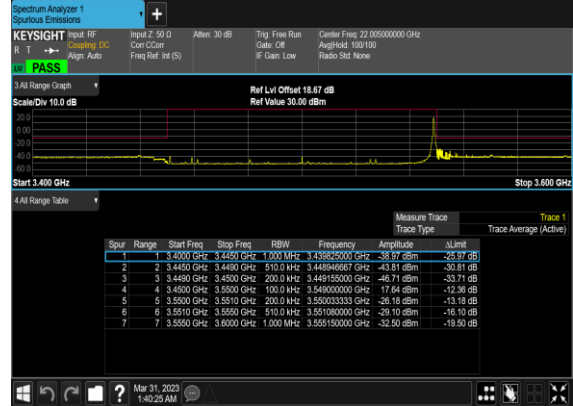 Spectrum Analyzer 1
Spurious Emissions
KEYSIGHT Input: RF Input Z: 50 Ω Atten: 30 dB Trig: Free Run Center Freq: 22.005000000 GHz
R T Coupling: DC Corr CCorr Gate: Off Avg|Hold: 100/100
Align: Auto Freq Ref: Int (S) IF Gain: Low Radio Std: None
PASS
3 All Range Graph Ref Lvl Offset 18.67 dB
Scale/Div 10.0 dB Ref Value 30.00 dBm
20.0
0.00
-20.0
-40.0
-60.0
Start 3.400 GHz Stop 3.600 GHz
4 All Range Table
Measure Trace Trace 1
Trace Type Trace Average (Active)
Spur Range Start Freq Stop Freq RBW Frequency Amplitude ΔLimit
1 1 3.4000 GHz 3.4450 GHz 1.000 MHz 3.439825000 GHz -38.97 dBm -25.97 dB
2 2 3.4450 GHz 3.4490 GHz 510.0 kHz 3.448946667 GHz -43.81 dBm -30.81 dB
3 3 3.4490 GHz 3.4500 GHz 200.0 kHz 3.449155000 GHz -46.71 dBm -33.71 dB
4 4 3.4500 GHz 3.5500 GHz 100.0 kHz 3.549000000 GHz 17.64 dBm -12.36 dB
5 5 3.5500 GHz 3.5510 GHz 200.0 kHz 3.550033333 GHz -26.18 dBm -13.18 dB
6 6 3.5510 GHz 3.5550 GHz 510.0 kHz 3.551080000 GHz -29.10 dBm -16.10 dB
7 7 3.5550 GHz 3.6000 GHz 1.000 MHz 3.555150000 GHz -32.50 dBm -19.50 dB
? Mar 31, 2023
1:40:25 AM